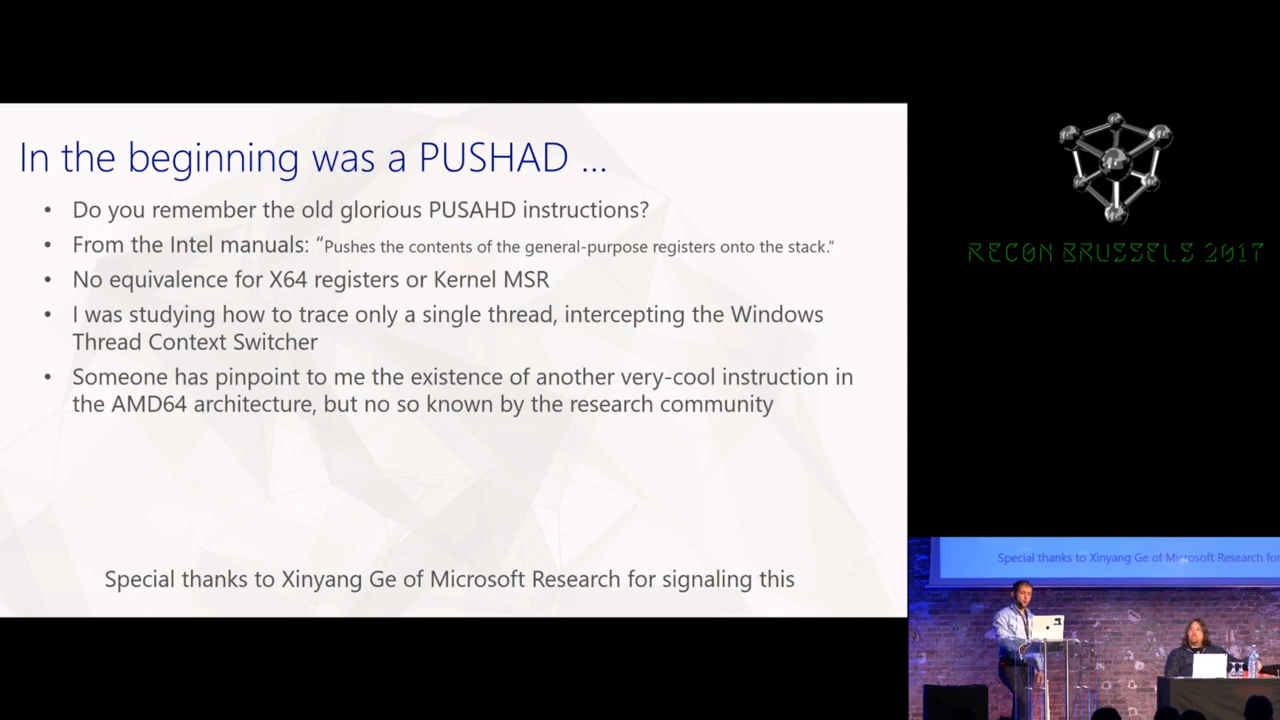 In the beginning was a PUSHAD ...
• Do you remember the old glorious PUSAHD instructions?
• From the Intel manuals: “Pushes the contents of the general-purpose registers onto the stack.”
• No equivalence for X64 registers or Kernel MSR
• I was studying how to trace only a single thread, intercepting the Windows
Thread Context Switcher
• Someone has pinpoint to me the existence of another very-cool instruction in
the AMD64 architecture, but no so known by the research community
Special thanks to Xinyang Ge of Microsoft Research for signaling this
RECON BRUSSELS 2017
Special thanks to Xinyang Ge of Microsoft Research for